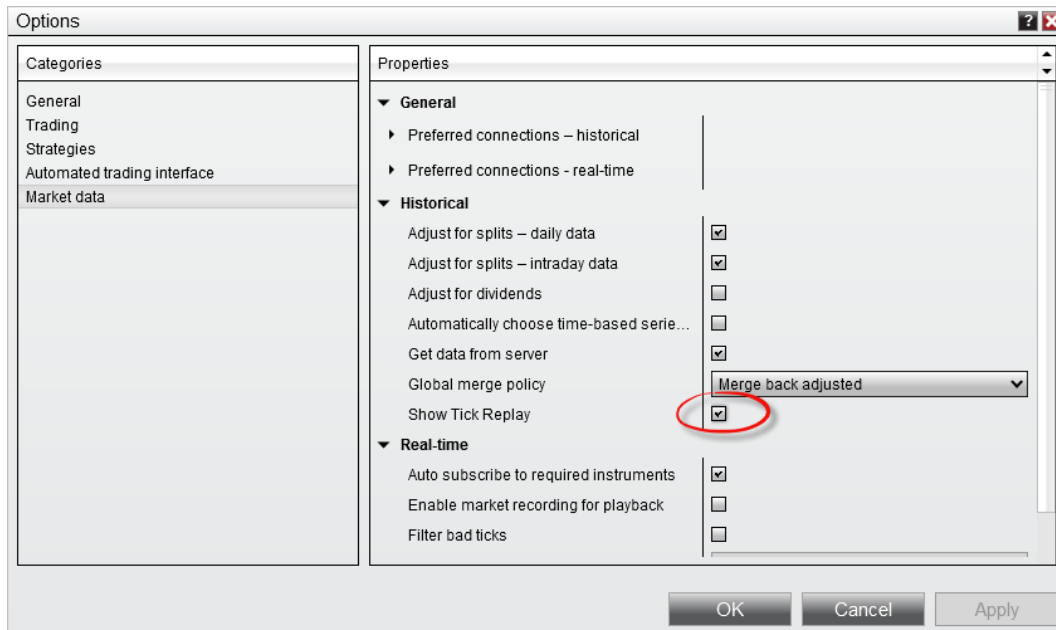 Options
?
Categories
General
Trading
Strategies
Automated trading interface
Market data
Properties
General
Preferred connections – historical
Preferred connections - real-time
Historical
Adjust for splits – daily data
Adjust for splits – intraday data
Adjust for dividends
Automatically choose time-based serie...
Get data from server
Global merge policy Merge back adjusted
Show Tick Replay
Real-time
Auto subscribe to required instruments
Enable market recording for playback
Filter bad ticks
OK Cancel Apply